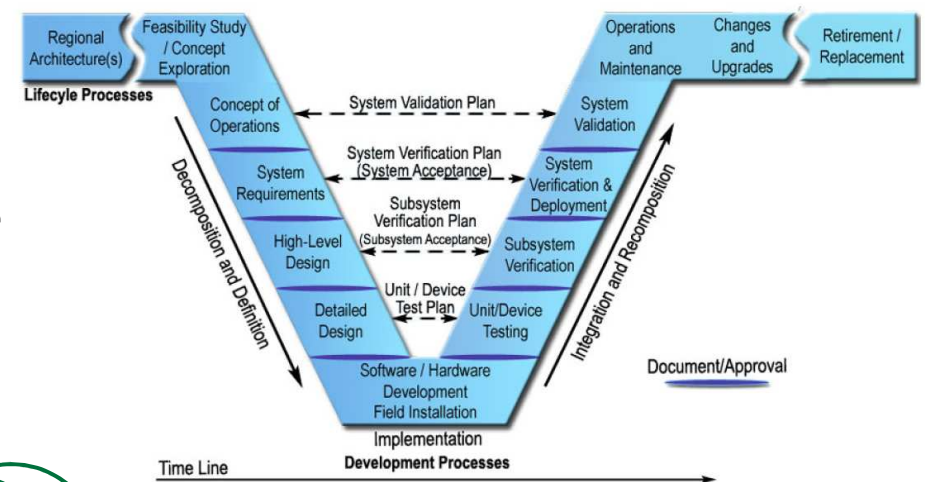 Regional
Architecture(s)
Feasibility Study
/ Concept
Exploration
Operations
and
Maintenance
Changes
and
Upgrades
Retirement /
Replacement
Lifecyle Processes
Concept of
Operations
System Validation Plan
System
Validation
System
Requirements
System Verification Plan
(System Acceptance)
System
Verification &
Deployment
High-Level
Design
Subsystem
Verification Plan
(Subsystem Acceptance)
Subsystem
Verification
Detailed
Design
Unit / Device
Test Plan
Unit/Device
Testing
Decomposition and Definition
Integration and Recomposition
Software / Hardware
Development
Field Installation
Document/Approval
Implementation
Development Processes
Time Line